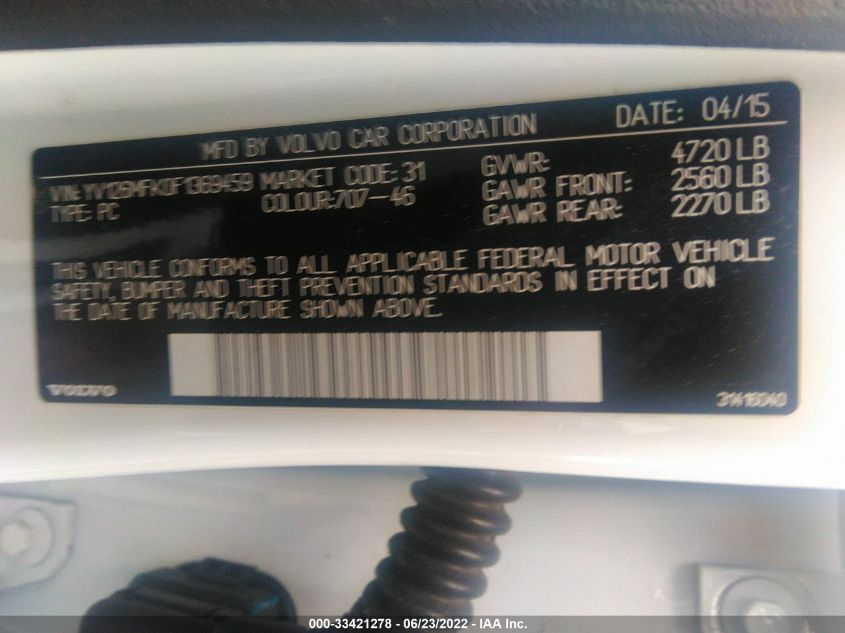 MFD BY VOLVO CAR CORPORATION DATE: 04/15
VIN: YV126MFK0F1369459 MARKET CODE: 31 GVWR: 4720 LB
TYPE: PC COLOUR: 707-46 GAWR FRONT: 2560 LB
GAWR REAR: 2270 LB
THIS VEHICLE CONFORMS TO ALL APPLICABLE FEDERAL MOTOR VEHICLE
SAFETY, BUMPER AND THEFT PREVENTION STANDARDS IN EFFECT ON
THE DATE OF MANUFACTURE SHOWN ABOVE.
VOLVO 31416040
000-33421278 - 06/23/2022 - IAA Inc.